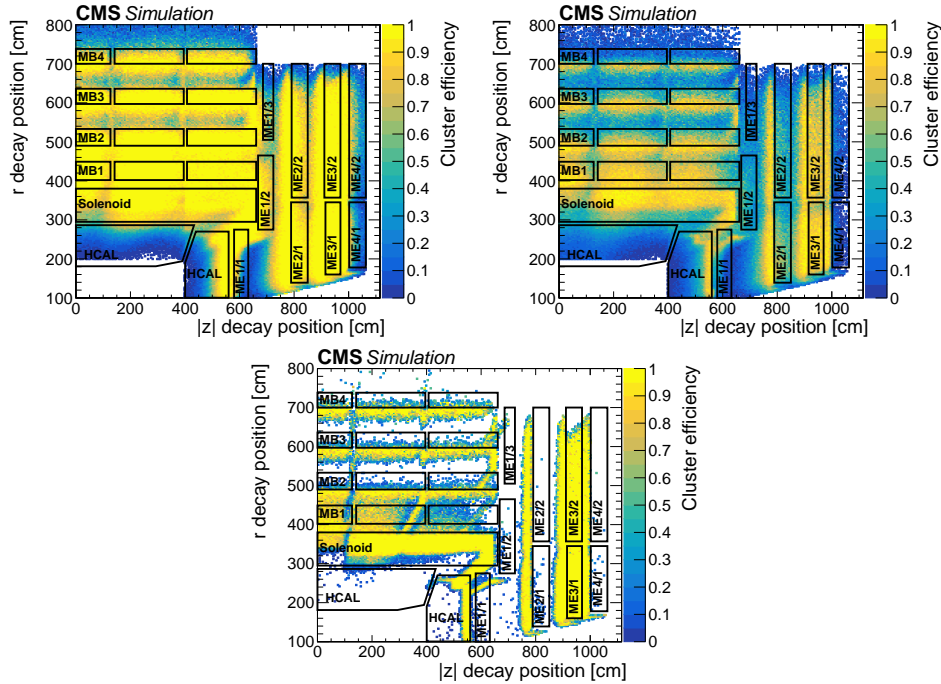 CMS Simulation
r decay position [cm]
800
700
600
500
400
300
200
100
MB4
MB3
MB2
MB1
Solenoid
HCAL
HCAL
ME1/1
ME1/2
ME1/3
ME2/1
ME2/2
ME3/1
ME3/2
ME4/1
ME4/2
0 200 400 600 800 1000
|z| decay position [cm]
1
0.9
0.8
0.7
0.6
0.5
0.4
0.3
0.2
0.1
0
Cluster efficiency
CMS Simulation
r decay position [cm]
800
700
600
500
400
300
200
100
MB4
MB3
MB2
MB1
Solenoid
HCAL
HCAL
ME1/1
ME1/2
ME1/3
ME2/1
ME2/2
ME3/1
ME3/2
ME4/1
ME4/2
0 200 400 600 800 1000
|z| decay position [cm]
1
0.9
0.8
0.7
0.6
0.5
0.4
0.3
0.2
0.1
0
Cluster efficiency
CMS Simulation
r decay position [cm]
800
700
600
500
400
300
200
100
MB4
MB3
MB2
MB1
Solenoid
HCAL
HCAL
ME1/1
ME1/2
ME1/3
ME2/1
ME2/2
ME3/1
ME3/2
ME4/1
ME4/2
0 200 400 600 800 1000
|z| decay position [cm]
1
0.9
0.8
0.7
0.6
0.5
0.4
0.3
0.2
0.1
0
Cluster efficiency